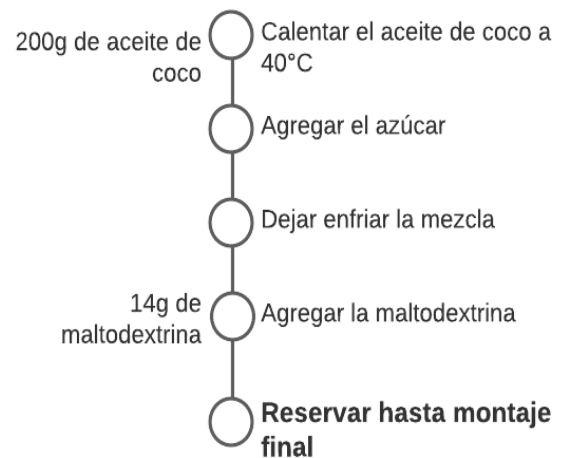 200g de aceite de
coco
Calentar el aceite de coco a
40°C
Agregar el azúcar
Dejar enfriar la mezcla
14g de
maltodextrina
Agregar la maltodextrina
Reservar hasta montaje
final